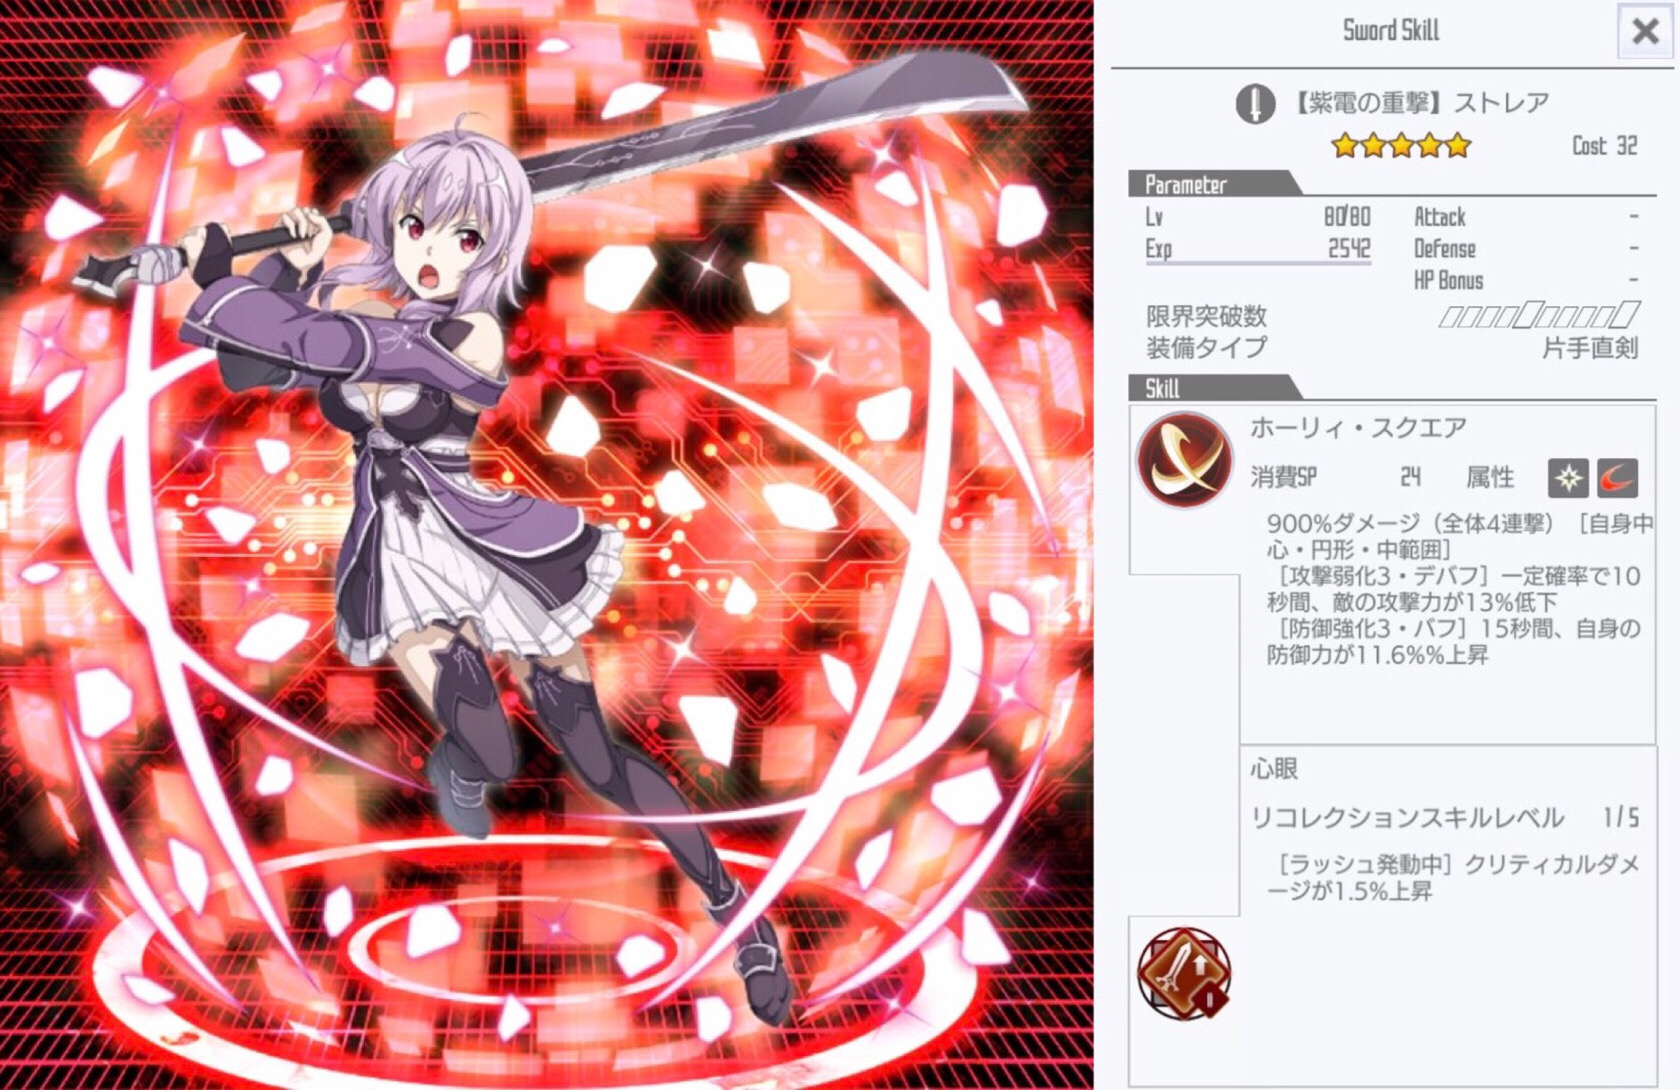 Sword Skill
【紫電の重撃】ストレア
Cost 32
Parameter
Lv 80/80
Attack -
Exp 2542
Defense -
HP Bonus -
限界突破数
装備タイプ 片手直剣
Skill
ホーリィ・スクエア
消費SP 24 属性
900%ダメージ（全体4連撃）［自身中
心・円形・中範囲］
［攻撃弱化3・デバフ］一定確率で10
秒間、敵の攻撃力が13%低下
［防御強化3・バフ］15秒間、自身の
防御力が11.6%%上昇
心眼
リコレクションスキルレベル 1/5
［ラッシュ発動中］クリティカルダメ
ージが1.5%上昇
I